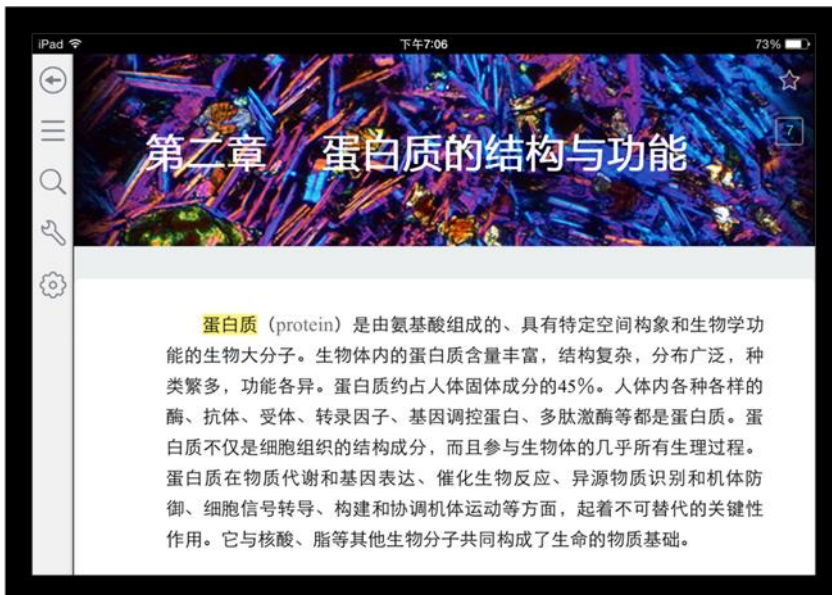 iPad 下午7:06 73%
第二章 蛋白质的结构与功能
7
蛋白质（protein）是由氨基酸组成的、具有特定空间构象和生物学功
能的生物大分子。生物体内的蛋白质含量丰富，结构复杂，分布广泛，种
类繁多，功能各异。蛋白质约占人体固体成分的45%。人体内各种各样的
酶、抗体、受体、转录因子、基因调控蛋白、多肽激酶等都是蛋白质。蛋
白质不仅是细胞组织的结构成分，而且参与生物体的几乎所有生理过程。
蛋白质在物质代谢和基因表达、催化生物反应、异源物质识别和机体防
御、细胞信号转导、构建和协调机体运动等方面，起着不可替代的关键性
作用。它与核酸、脂等其他生物分子共同构成了生命的物质基础。